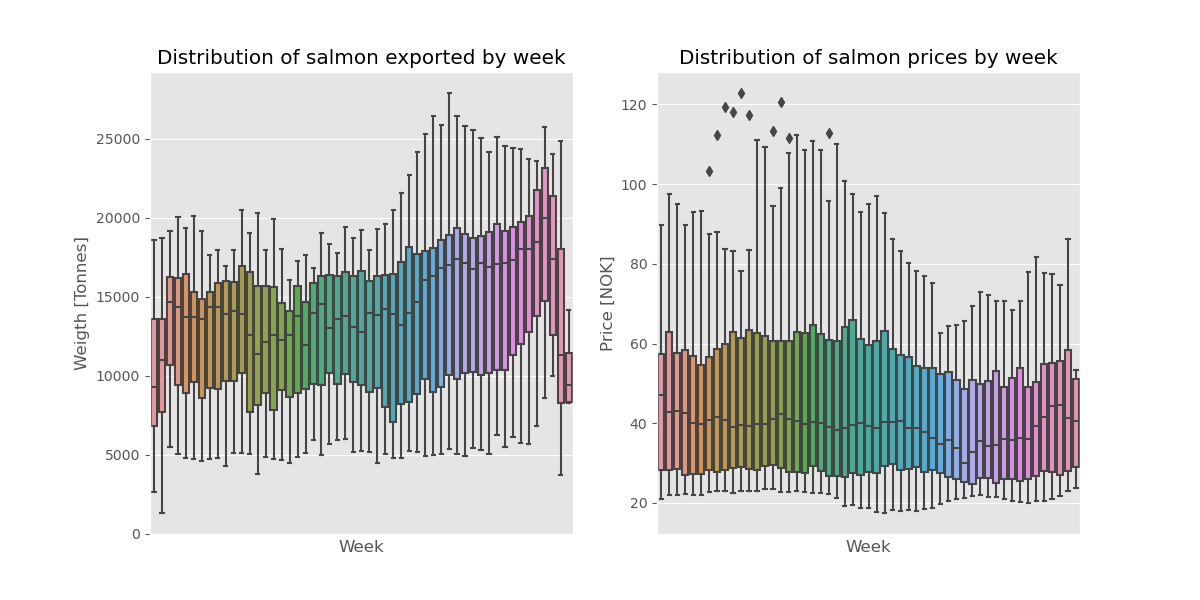 Distribution of salmon exported by week
Weigth [Tonnes]
25000
20000
15000
10000
5000
0
Week
Distribution of salmon prices by week
Price [NOK]
120
100
80
60
40
20
Week